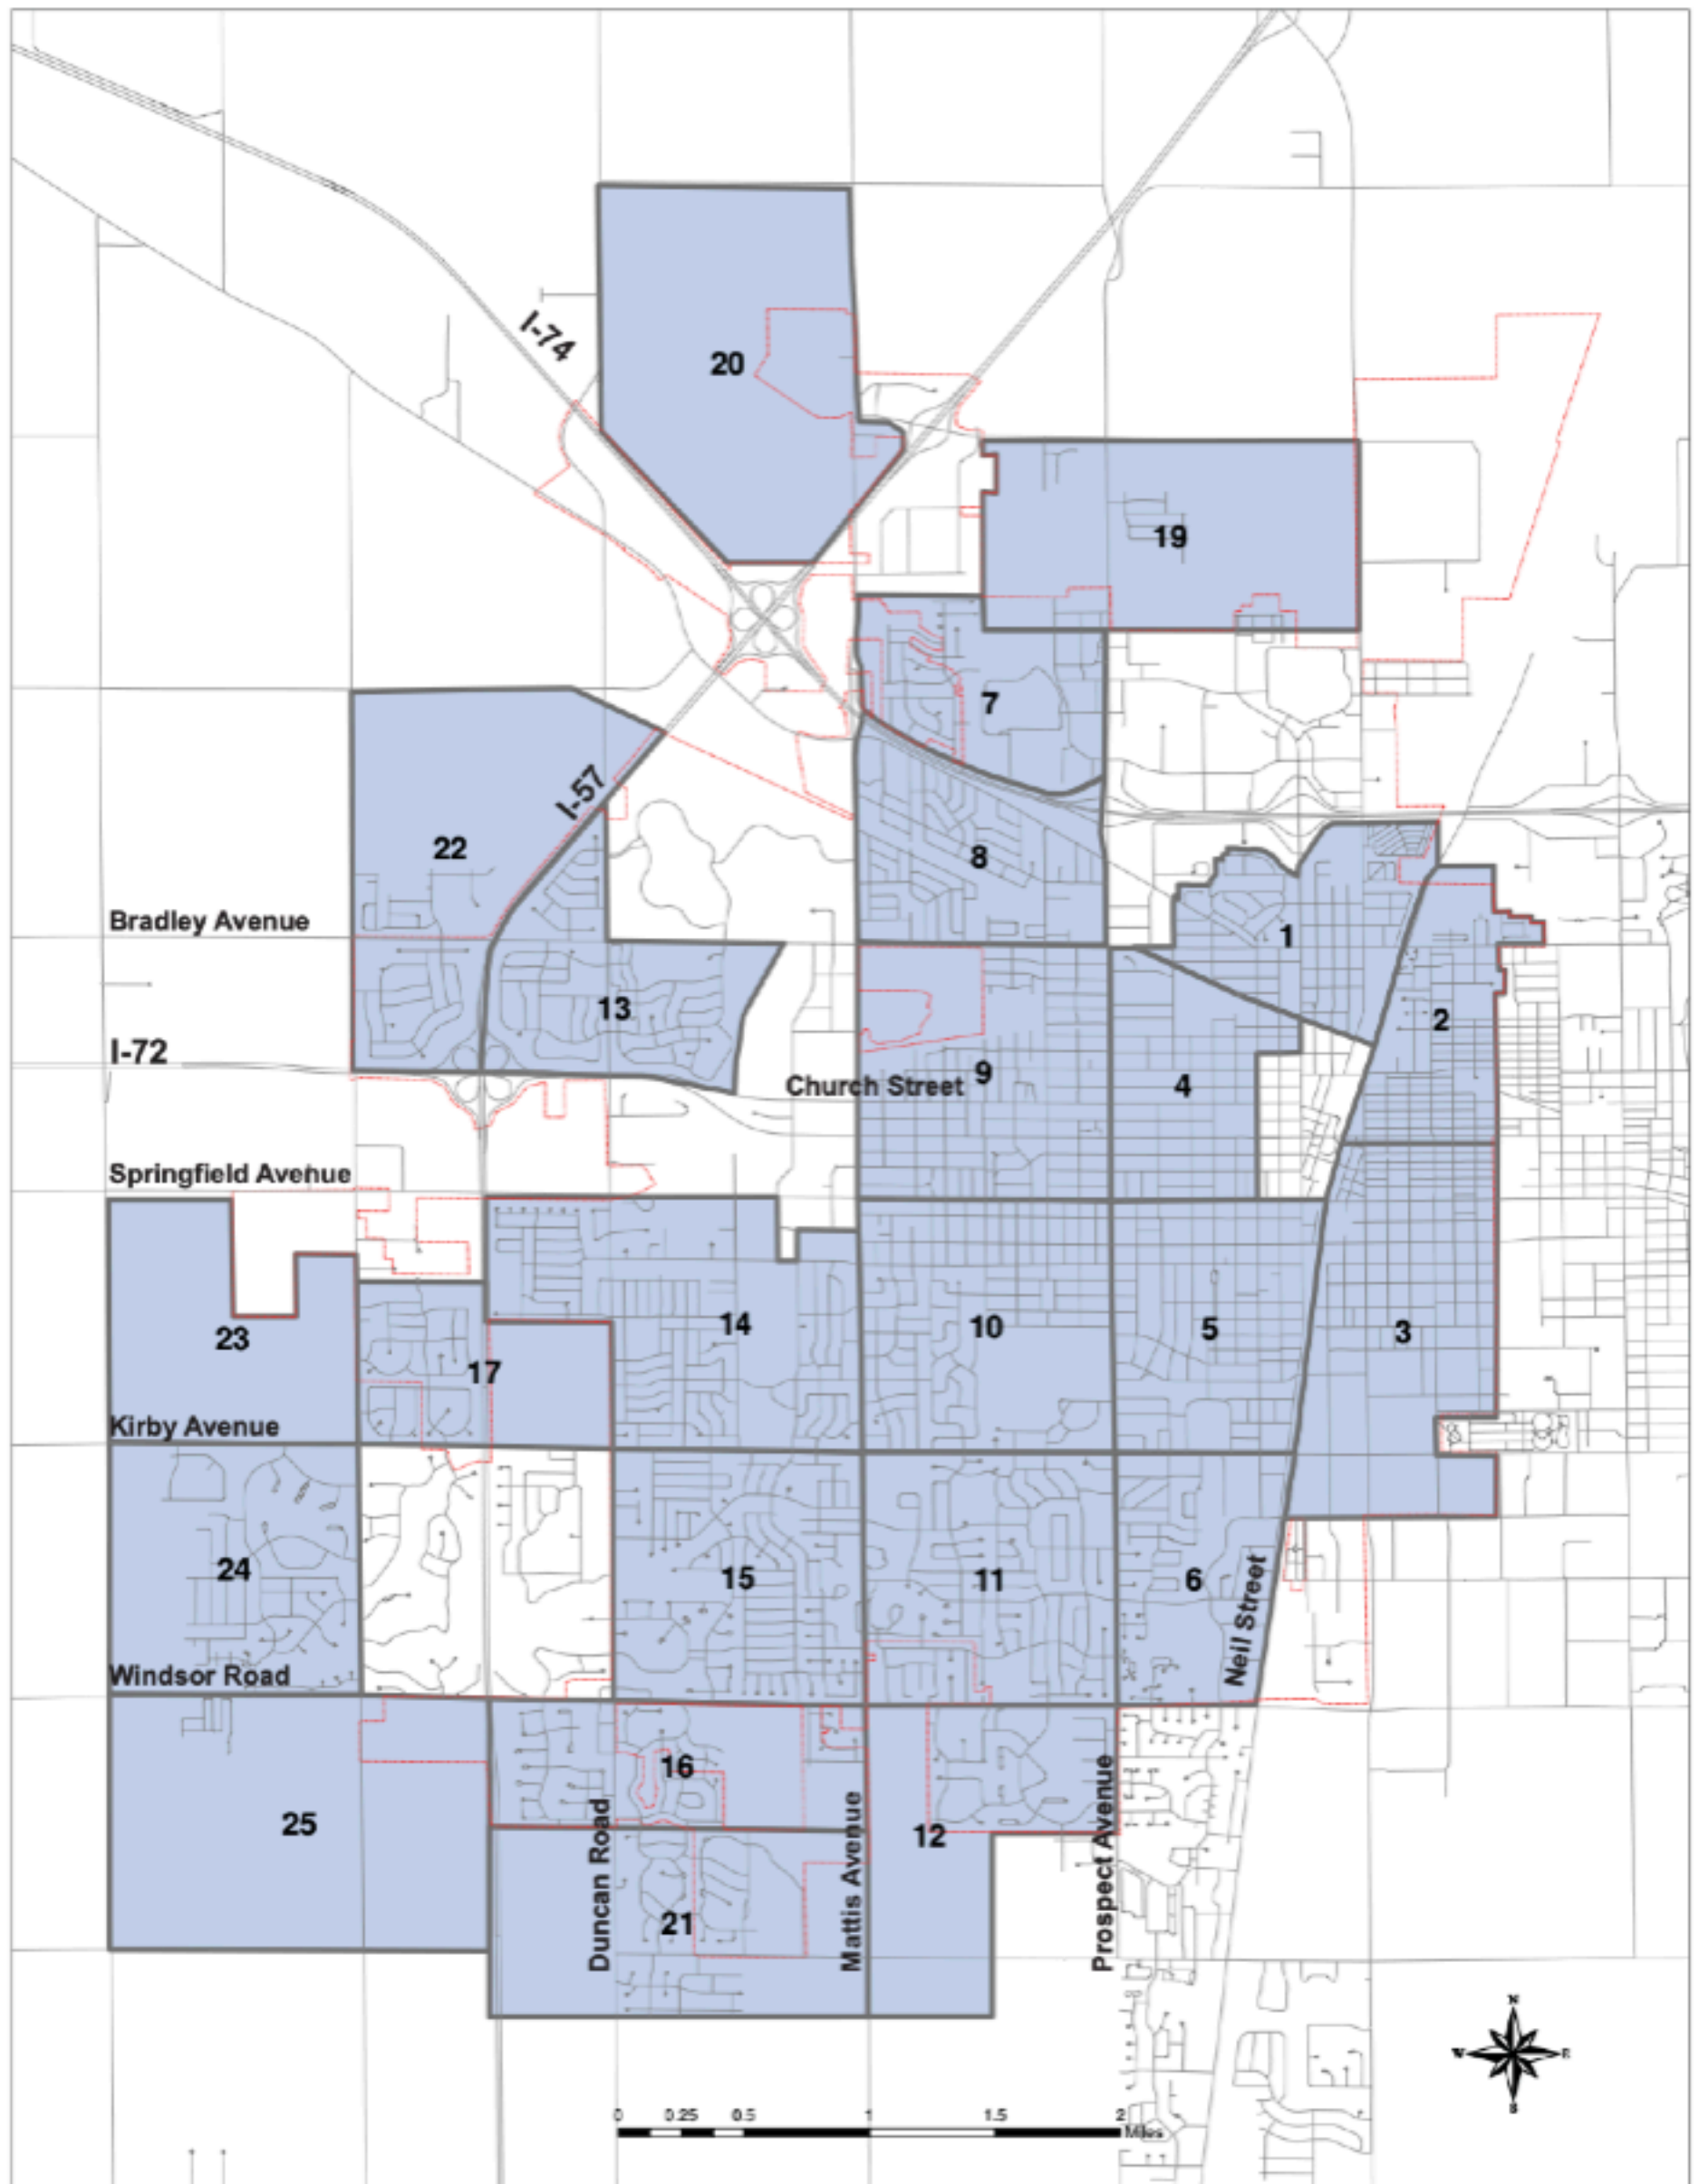 I-74
20
19
7
I-57
22
8
Bradley Avenue
1
13
2
I-72
9
Church Street
4
Springfield Avenue
23
14
10
5
3
17
Kirby Avenue
24
15
11
6
Neil Street
Windsor Road
16
25
12
Duncan Road
Mattis Avenue
Prospect Avenue
21
N
W E
S
0 0.25 0.5 1 1.5 2
Miles